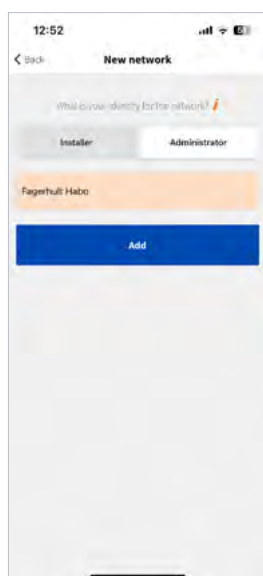 12:52
Back New network
What is your identity for the network? i
Installer Administrator
Fagerhult Habo
Add